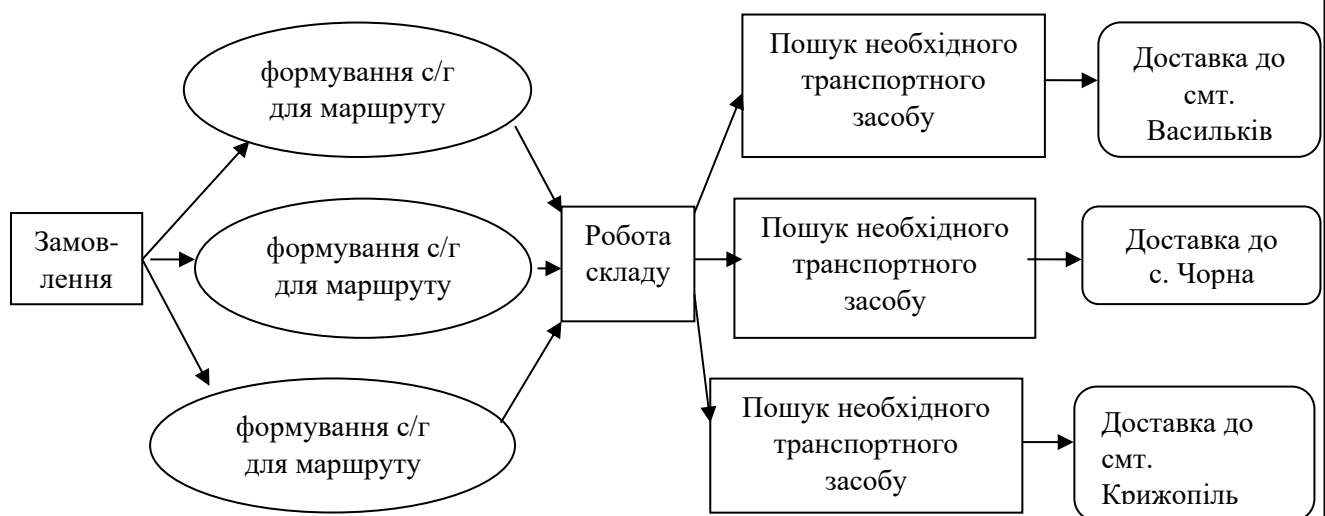 Замов-
лення
формування с/г
для маршруту
формування с/г
для маршруту
формування с/г
для маршруту
Робота
складу
Пошук необхідного
транспортного
засобу
Доставка до
смт.
Васильків
Пошук необхідного
транспортного
засобу
Доставка до
с. Чорна
Пошук необхідного
транспортного
засобу
Доставка до
смт.
Крижопіль